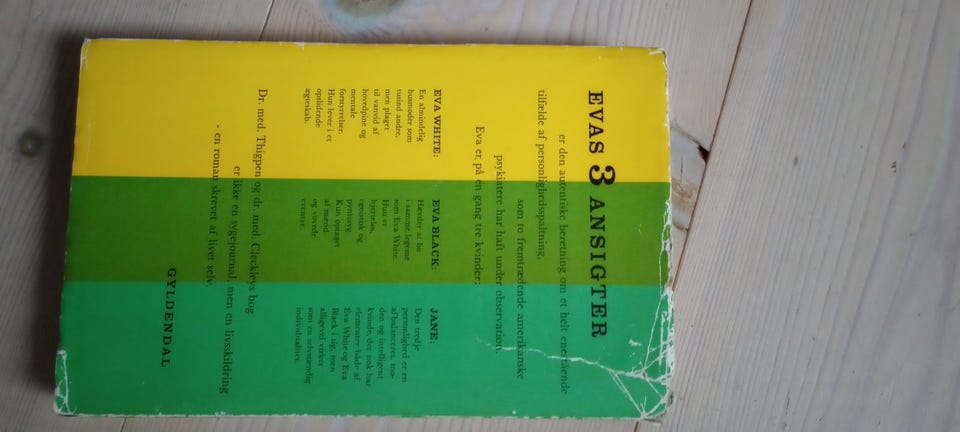 EVAS 3 ANSIGTER
er den autentiske beretning om et helt enestående
tilfælde af personlighedsspaltning,
som to fremtrædende amerikanske
psykiatere har haft under observation.
Eva er på én gang tre kvinder:
EVA WHITE:
En almindelig
husmoder som
tusind andre,
men plaget
til vanvid af
hovedpine og
mentale
forstyrrelser.
Hun lever i et
opslidende
ægteskab.
EVA BLACK:
Hævder at bo
i samme legeme
som Eva White.
Hun er
hjerteløs,
egoistisk og
pyntesyg.
Kun optaget
af mænd
og vovede
eventyr.
JANE:
Den tredje
personlighed er en
afbalanceret, mo-
den og intelligent
kvinde, der nok har
elementer både af
Eva White og Eva
Black i sig, men
alligevel virker
som en selvstændig
individualitet.
Dr. med. Thigpen og dr. med. Cleckleys bog
er ikke en sygejournal, men en livsskildring
- en roman skrevet af livet selv.
GYLDENDAL